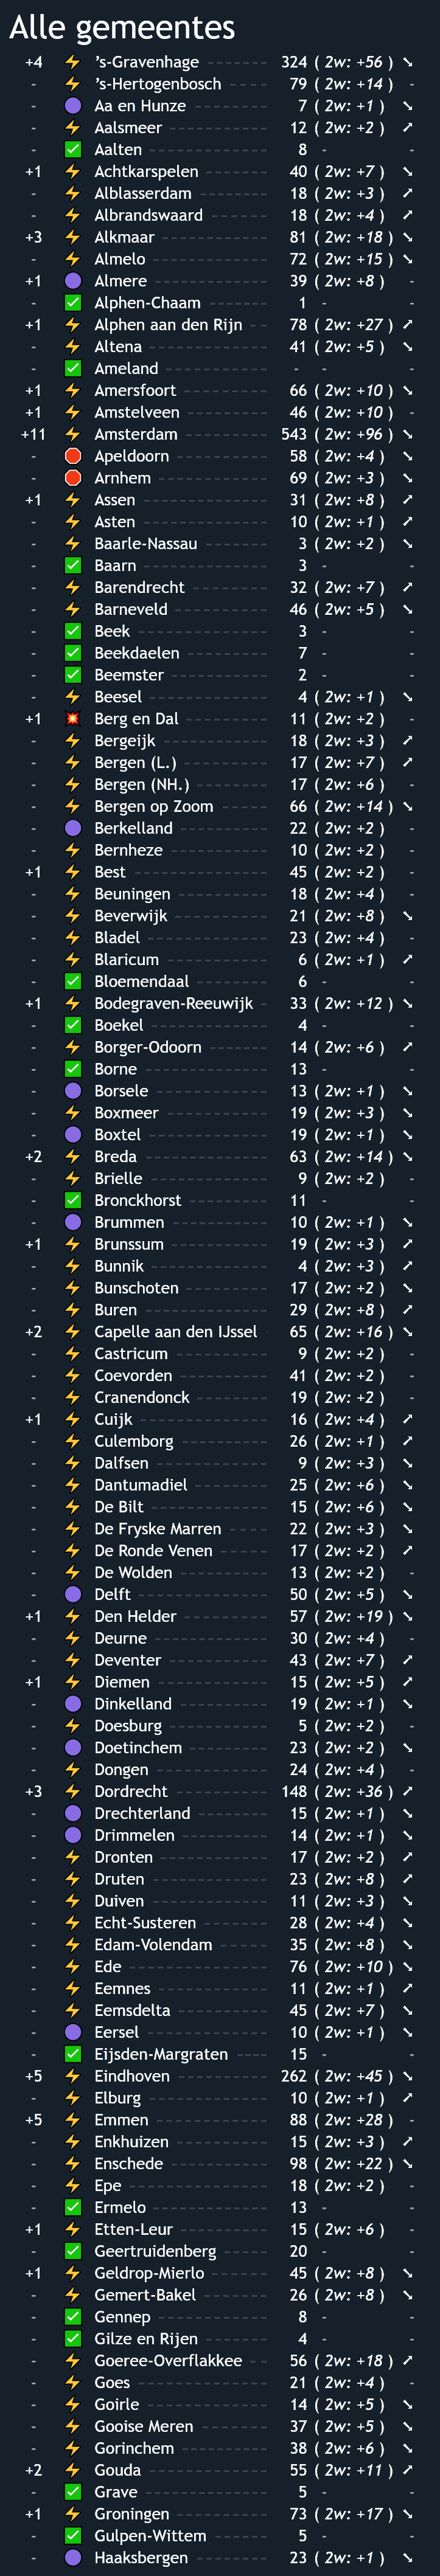 Alle gemeentes
+4 's-Gravenhage 324 ( 2w: +56 )
- 's-Hertogenbosch 79 ( 2w: +14 ) -
- Aa en Hunze 7 ( 2w: +1 )
- Aalsmeer 12 ( 2w: +2 )
- Aalten 8 - -
+1 Achtkarspelen 40 ( 2w: +7 )
- Alblasserdam 18 ( 2w: +3 )
- Albrandswaard 18 ( 2w: +4 )
+3 Alkmaar 81 ( 2w: +18 )
- Almelo 72 ( 2w: +15 )
+1 Almere 39 ( 2w: +8 ) -
- Alphen-Chaam 1 - -
+1 Alphen aan den Rijn 78 ( 2w: +27 )
- Altena 41 ( 2w: +5 )
- Ameland - - -
+1 Amersfoort 66 ( 2w: +10 )
+1 Amstelveen 46 ( 2w: +10 ) -
+11 Amsterdam 543 ( 2w: +96 )
- Apeldoorn 58 ( 2w: +4 )
- Arnhem 69 ( 2w: +3 )
+1 Assen 31 ( 2w: +8 )
- Asten 10 ( 2w: +1 )
- Baarle-Nassau 3 ( 2w: +2 )
- Baarn 3 - -
- Barendrecht 32 ( 2w: +7 )
- Barneveld 46 ( 2w: +5 )
- Beek 3 - -
- Beekdaelen 7 - -
- Beemster 2 - -
- Beesel 4 ( 2w: +1 )
+1 Berg en Dal 11 ( 2w: +2 ) -
- Bergeijk 18 ( 2w: +3 )
- Bergen (L.) 17 ( 2w: +7 )
- Bergen (NH.) 17 ( 2w: +6 ) -
- Bergen op Zoom 66 ( 2w: +14 )
- Berkelland 22 ( 2w: +2 ) -
- Bernheze 10 ( 2w: +2 ) -
+1 Best 45 ( 2w: +2 ) -
- Beuningen 18 ( 2w: +4 ) -
- Beverwijk 21 ( 2w: +8 )
- Bladel 23 ( 2w: +4 ) -
- Blaricum 6 ( 2w: +1 )
- Bloemendaal 6 - -
+1 Bodegraven-Reeuwijk 33 ( 2w: +12 )
- Boekel 4 - -
- Borger-Odoorn 14 ( 2w: +6 )
- Borne 13 - -
- Borsele 13 ( 2w: +1 )
- Boxmeer 19 ( 2w: +3 )
- Boxtel 19 ( 2w: +1 )
+2 Breda 63 ( 2w: +14 )
- Brielle 9 ( 2w: +2 ) -
- Bronckhorst 11 - -
- Brummen 10 ( 2w: +1 )
+1 Brunssum 19 ( 2w: +3 )
- Bunnik 4 ( 2w: +3 )
- Bunschoten 17 ( 2w: +2 )
- Buren 29 ( 2w: +8 )
+2 Capelle aan den IJssel 65 ( 2w: +16 )
- Castricum 9 ( 2w: +2 ) -
- Coevorden 41 ( 2w: +2 ) -
- Cranendonck 19 ( 2w: +2 ) -
+1 Cuijk 16 ( 2w: +4 )
- Culemborg 26 ( 2w: +1 )
- Dalfsen 9 ( 2w: +3 )
- Dantumadiel 25 ( 2w: +6 )
- De Bilt 15 ( 2w: +6 )
- De Fryske Marren 22 ( 2w: +3 )
- De Ronde Venen 17 ( 2w: +2 )
- De Wolden 13 ( 2w: +2 ) -
- Delft 50 ( 2w: +5 )
+1 Den Helder 57 ( 2w: +19 )
- Deurne 30 ( 2w: +4 ) -
- Deventer 43 ( 2w: +7 )
+1 Diemen 15 ( 2w: +5 )
- Dinkelland 19 ( 2w: +1 )
- Doesburg 5 ( 2w: +2 ) -
- Doetinchem 23 ( 2w: +2 )
- Dongen 24 ( 2w: +4 ) -
+3 Dordrecht 148 ( 2w: +36 )
- Drechterland 15 ( 2w: +1 )
- Drimmelen 14 ( 2w: +1 )
- Dronten 17 ( 2w: +2 )
- Druten 23 ( 2w: +8 )
- Duiven 11 ( 2w: +3 )
- Echt-Susteren 28 ( 2w: +4 )
- Edam-Volendam 35 ( 2w: +8 )
- Ede 76 ( 2w: +10 )
- Eemnes 11 ( 2w: +1 )
- Eemsdelta 45 ( 2w: +7 )
- Eersel 10 ( 2w: +1 )
- Eijsden-Margraten 15 - -
+5 Eindhoven 262 ( 2w: +45 )
- Elburg 10 ( 2w: +1 )
+5 Emmen 88 ( 2w: +28 ) -
- Enkhuizen 15 ( 2w: +3 )
- Enschede 98 ( 2w: +22 )
- Epe 18 ( 2w: +2 ) -
- Ermelo 13 - -
+1 Etten-Leur 15 ( 2w: +6 ) -
- Geertruidenberg 20 - -
+1 Geldrop-Mierlo 45 ( 2w: +8 )
- Gemert-Bakel 26 ( 2w: +8 )
- Gennep 8 - -
- Gilze en Rijen 4 - -
- Goeree-Overflakkee 56 ( 2w: +18 )
- Goes 21 ( 2w: +4 ) -
- Goirle 14 ( 2w: +5 )
- Gooise Meren 37 ( 2w: +5 )
- Gorinchem 38 ( 2w: +6 )
+2 Gouda 55 ( 2w: +11 )
- Grave 5 - -
+1 Groningen 73 ( 2w: +17 )
- Gulpen-Wittem 5 - -
- Haaksbergen 23 ( 2w: +1 )